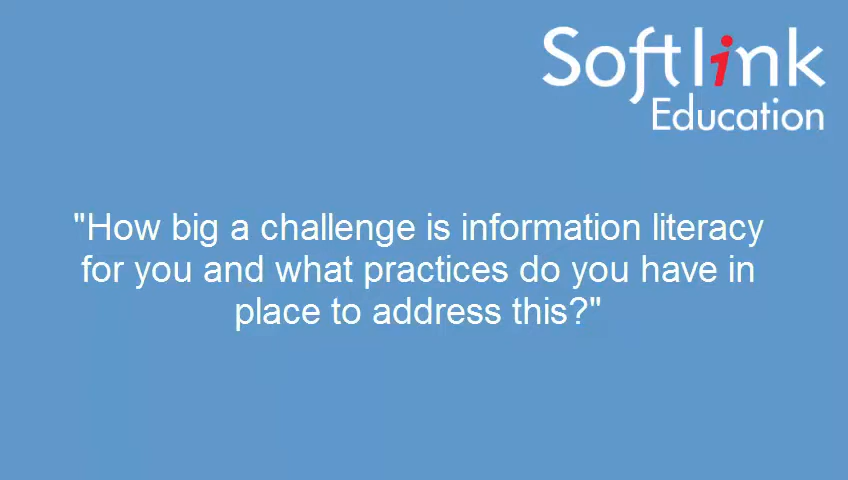 Softlink
Education
"How big a challenge is information literacy
for you and what practices do you have in
place to address this?"